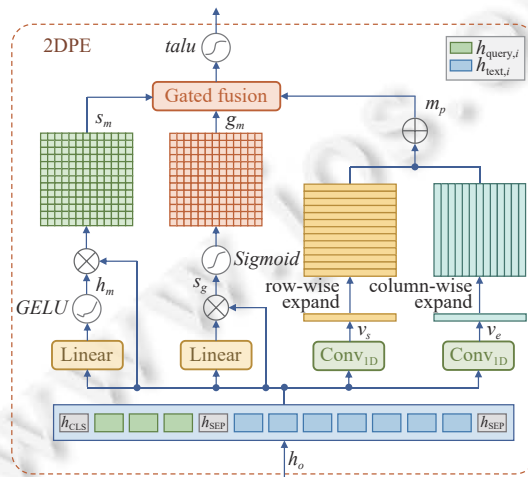 2DPE
talu
h_query,i
h_text,i
Gated fusion
s_m
g_m
m_p
Sigmoid
h_m
s_g
GELU
row-wise
expand
column-wise
expand
v_s
v_e
Linear
Linear
Conv_1D
Conv_1D
h_CLS
h_SEP
h_SEP
h_o